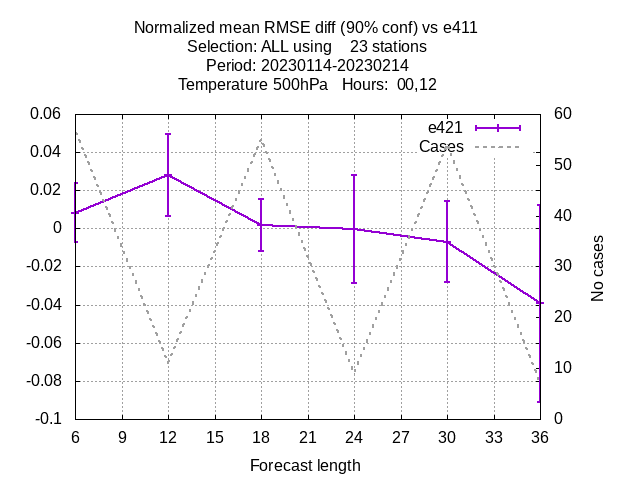 Normalized mean RMSE diff (90% conf) vs e411
Selection: ALL using    23 stations
Period: 20230114-20230214
Temperature 500hPa   Hours:  00,12
e421
Cases
0.06
0.04
0.02
0
-0.02
-0.04
-0.06
-0.08
-0.1
60
50
40
30
20
10
0
No cases
6 9 12 15 18 21 24 27 30 33 36
Forecast length